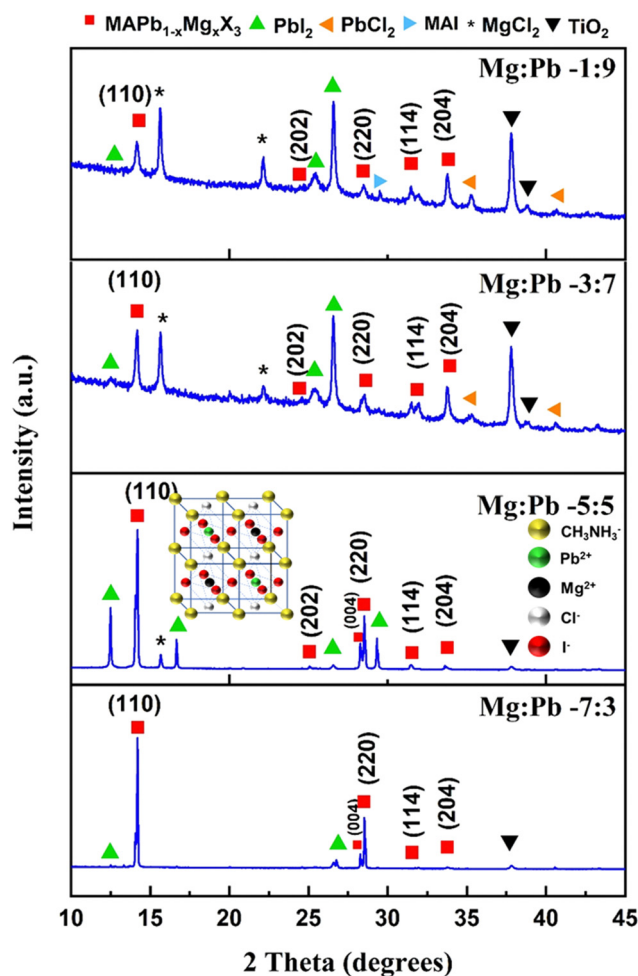 MAPb₁₋ₓMgₓX₃ PbI₂ PbCl₂ MAI * MgCl₂ TiO₂
Mg:Pb -1:9
(110)
*
*
(202)
(220)
(114)
(204)
Mg:Pb -3:7
(110)
*
*
(202)
(220)
(114)
(204)
Intensity (a.u.)
Mg:Pb -5:5
(110)
*
(202)
(004)
(220)
(114)
(204)
CH₃NH₃⁻
Pb²⁺
Mg²⁺
Cl⁻
I⁻
Mg:Pb -7:3
(110)
(004)
(220)
(114)
(204)
10 15 20 25 30 35 40 45
2 Theta (degrees)